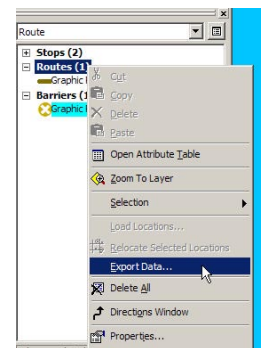 Route
Stops (2)
Routes (1)
Graphic
Barriers (1
Graphic
Cut
Copy
Delete
Paste
Open Attribute Table
Zoom To Layer
Selection
Load Locations...
Relocate Selected Locations
Export Data...
Delete All
Directions Window
Properties...